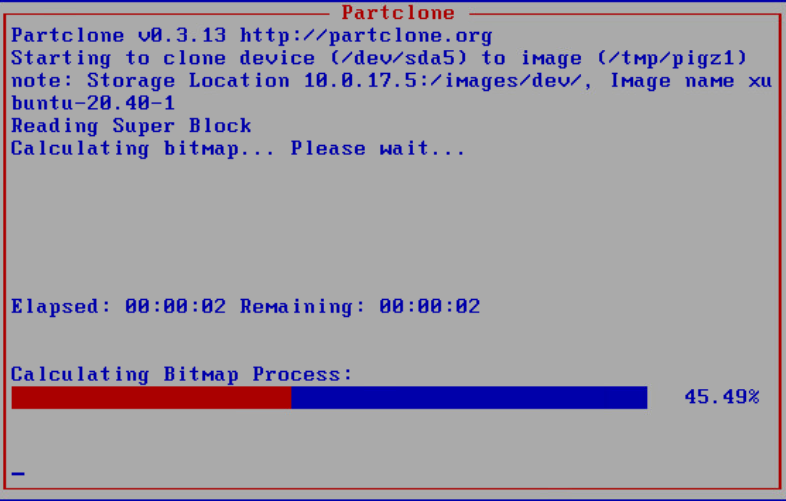 Partclone
Partclone v0.3.13 http://partclone.org
Starting to clone device (/dev/sda5) to image (/tmp/pigz1)
note: Storage Location 10.0.17.5:/images/dev/, Image name xu
buntu-20.40-1
Reading Super Block
Calculating bitmap... Please wait...
Elapsed: 00:00:02 Remaining: 00:00:02
Calculating Bitmap Process:
45.49%